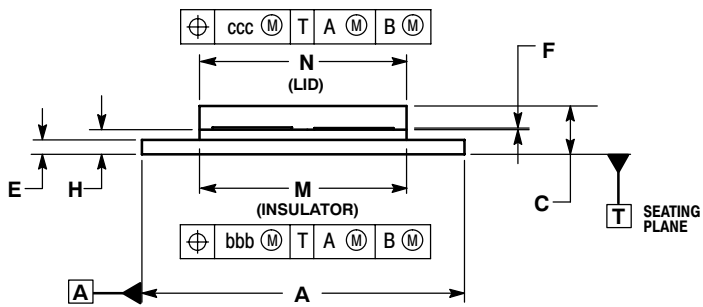 ⌖ ccc Ⓜ T A Ⓜ B Ⓜ
N
(LID)
F
E
H
M
(INSULATOR)
C
T SEATING PLANE
⌖ bbb Ⓜ T A Ⓜ B Ⓜ
A
A